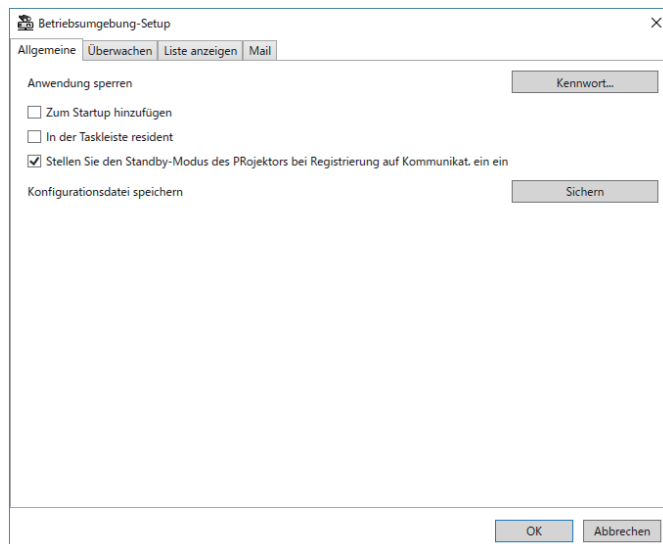 Betriebsumgebung-Setup
Allgemeine Überwachen Liste anzeigen Mail
Anwendung sperren Kennwort...
Zum Startup hinzufügen
In der Taskleiste resident
Stellen Sie den Standby-Modus des PRojektors bei Registrierung auf Kommunikat. ein ein
Konfigurationsdatei speichern Sichern
OK Abbrechen